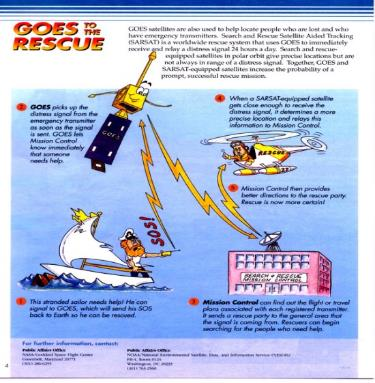 GOES TO THE
RESCUE
GOES satellites are also used to help locate people who are lost and who
have emergency transmitters. Search and Rescue Satellite Aided Tracking
(SARSAT) is a worldwide rescue system that uses GOES to immediately
receive and relay a distress signal 24 hours a day. Search and rescue-
equipped satellites in polar orbit give precise locations but are
not always in range of a distress signal. Together, GOES and
SARSAT-equipped satellites increase the probability of a
prompt, successful rescue mission.
2 GOES picks up the
distress signal from the
emergency transmitter
as soon as the signal
is sent. GOES lets
Mission Control
know immediately
that someone
needs help.
GOES
4 When a SARSAT-equipped satellite
gets close enough to receive the
distress signal, it determines a more
precise location and relays this
information to Mission Control.
RESCUE
5 Mission Control then provides
better directions to the rescue party.
Rescue is now more certain!
SOS!
SEARCH & RESCUE
MISSION CONTROL
1 This stranded sailor needs help! He can
signal to GOES, which will send his SOS
back to Earth so he can be rescued.
3 Mission Control can find out the flight or travel
plans associated with each registered transmitter.
It sends a rescue party to the general area that
the signal is coming from. Rescuers can begin
searching for the people who need help.
For further information, contact:
Public Affairs Office
NASA/Goddard Space Flight Center
Greenbelt, Maryland 20771
Public Affairs Office
NOAA/National Environmental Satellite, Data, and Information Service
Washington, DC 20233
4